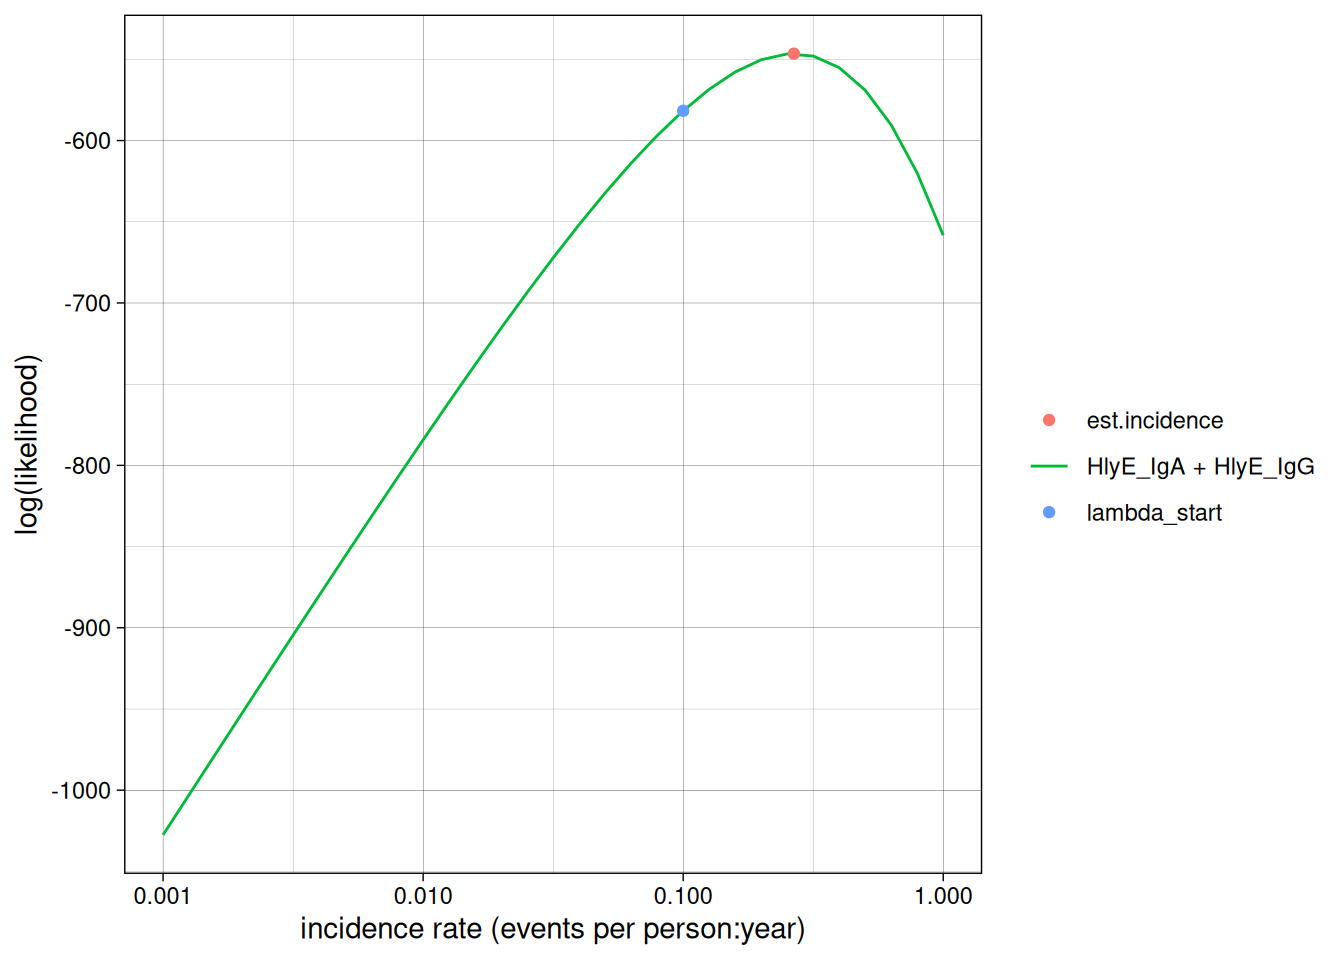 -600
-700
-800
-900
-1000
log(likelihood)
0.001 0.010 0.100 1.000
incidence rate (events per person:year)
est.incidence
HlyE_IgA + HlyE_IgG
lambda_start